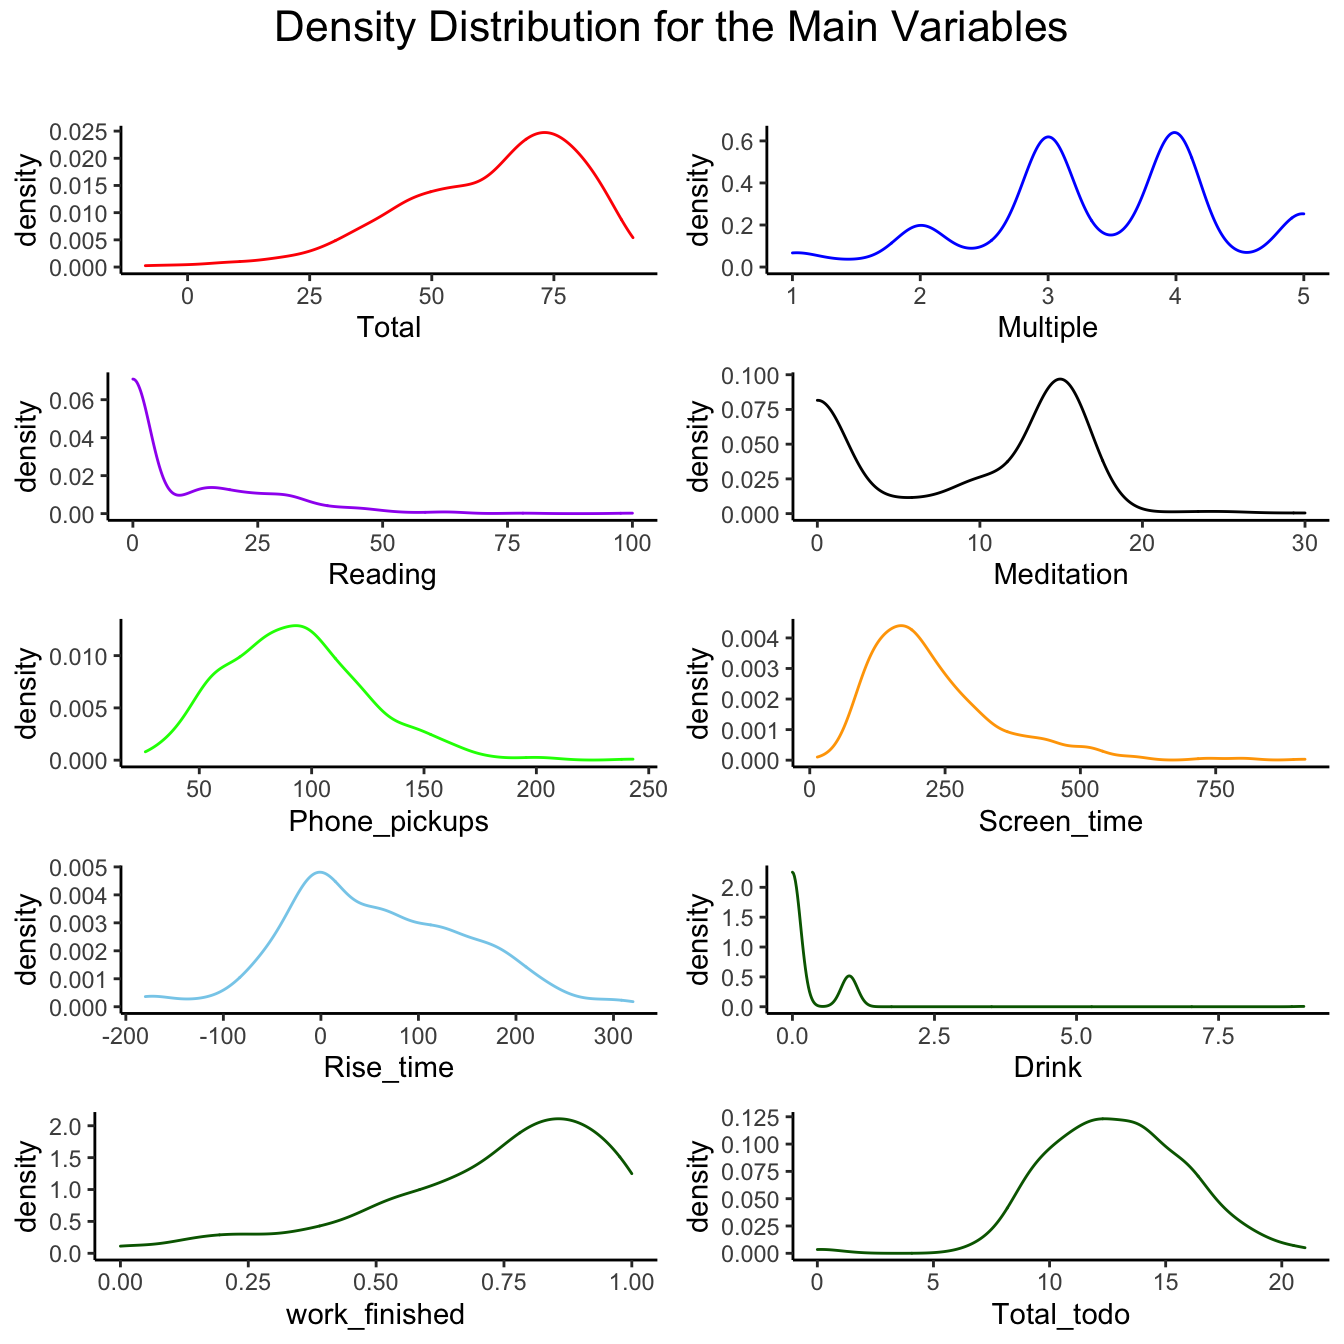 Density Distribution for the Main Variables
density
0.025
0.020
0.015
0.010
0.005
0.000
0 25 50 75
Total
density
0.6
0.4
0.2
0.0
1 2 3 4 5
Multiple
density
0.06
0.04
0.02
0.00
0 25 50 75 100
Reading
density
0.100
0.075
0.050
0.025
0.000
0 10 20 30
Meditation
density
0.010
0.005
0.000
50 100 150 200 250
Phone_pickups
density
0.004
0.003
0.002
0.001
0.000
0 250 500 750
Screen_time
density
0.005
0.004
0.003
0.002
0.001
0.000
-200 -100 0 100 200 300
Rise_time
density
2.0
1.5
1.0
0.5
0.0
0.0 2.5 5.0 7.5
Drink
density
2.0
1.5
1.0
0.5
0.0
0.00 0.25 0.50 0.75 1.00
work_finished
density
0.125
0.100
0.075
0.050
0.025
0.000
0 5 10 15 20
Total_todo